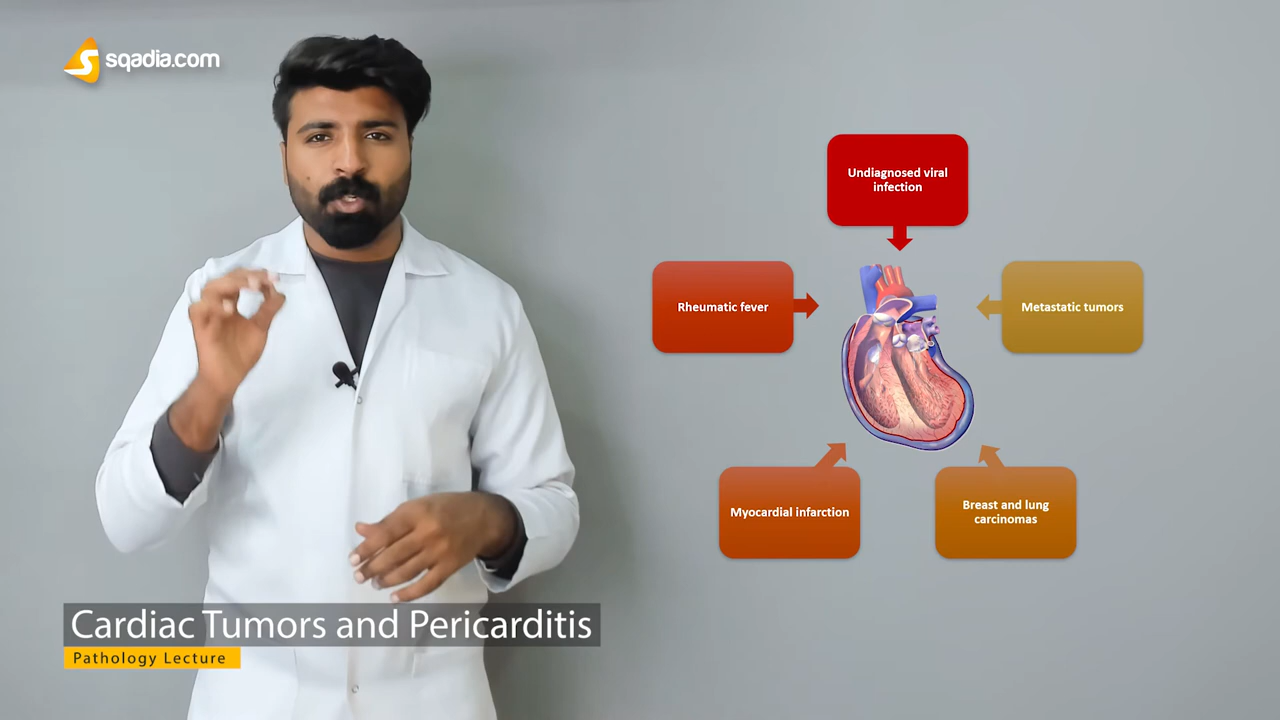 sqadia.com
Undiagnosed viral
infection
Rheumatic fever
Metastatic tumors
Myocardial infarction
Breast and lung
carcinomas
Cardiac Tumors and Pericarditis
Pathology Lecture